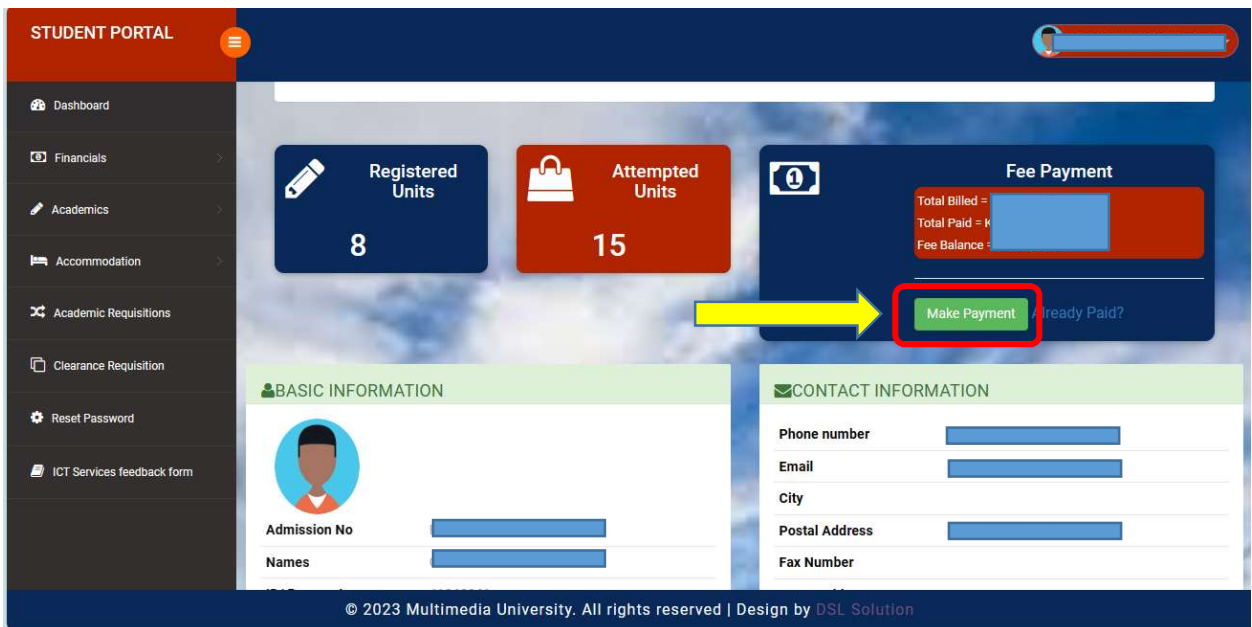 STUDENT PORTAL
Dashboard
Financials
Academics
Accommodation
Academic Requisitions
Clearance Requisition
Reset Password
ICT Services feedback form
Registered
Units
8
Attempted
Units
15
Fee Payment
Total Billed =
Total Paid = K
Fee Balance =
Make Payment
Already Paid?
BASIC INFORMATION
Admission No
Names
CONTACT INFORMATION
Phone number
Email
City
Postal Address
Fax Number
© 2023 Multimedia University. All rights reserved | Design by DSL Solution